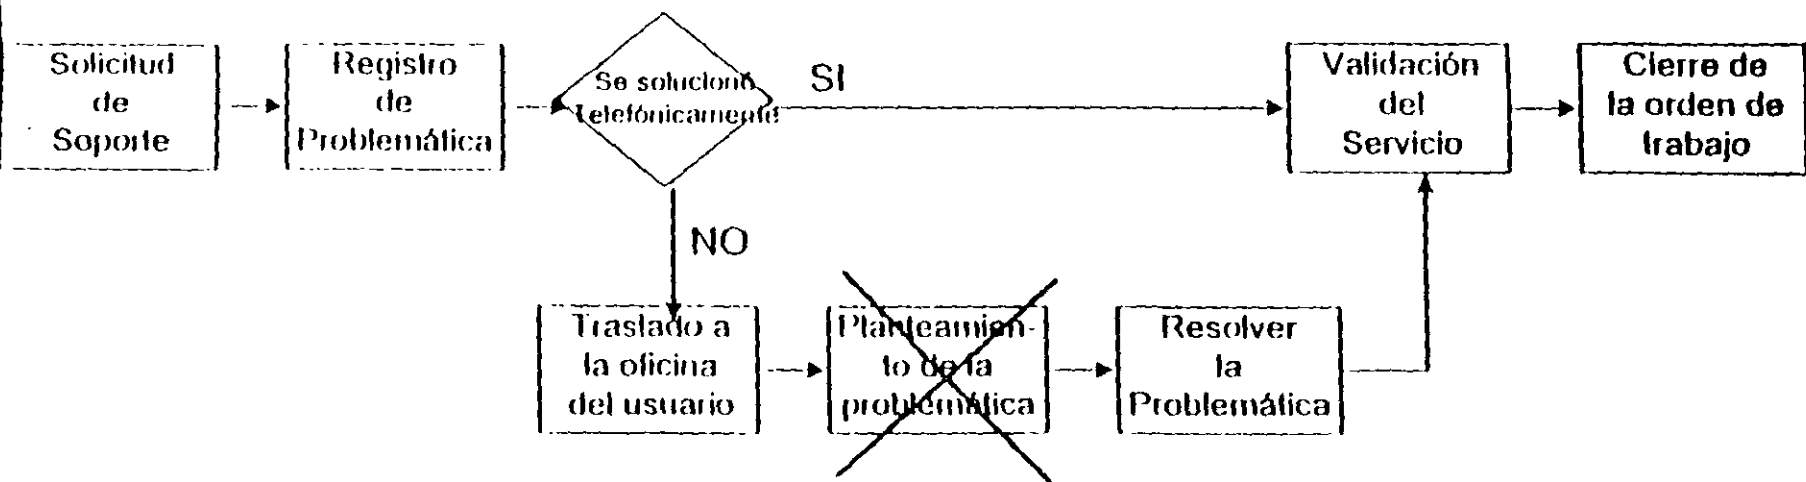 Solicitud
de
Soporte
Registro
de
Problemática
Se solucionó
telefónicamente
SI
Validación
del
Servicio
Cierre de
la orden de
trabajo
NO
Traslado a
la oficina
del usuario
Planteamien-
to de la
problemática
Resolver
la
Problemática